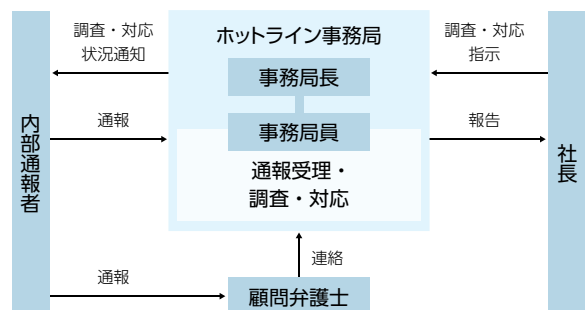 調査・対応
状況通知
ホットライン事務局
調査・対応
指示
事務局長
通報
事務局員
報告
内部通報者
通報受理・
調査・対応
社長
連絡
通報
顧問弁護士